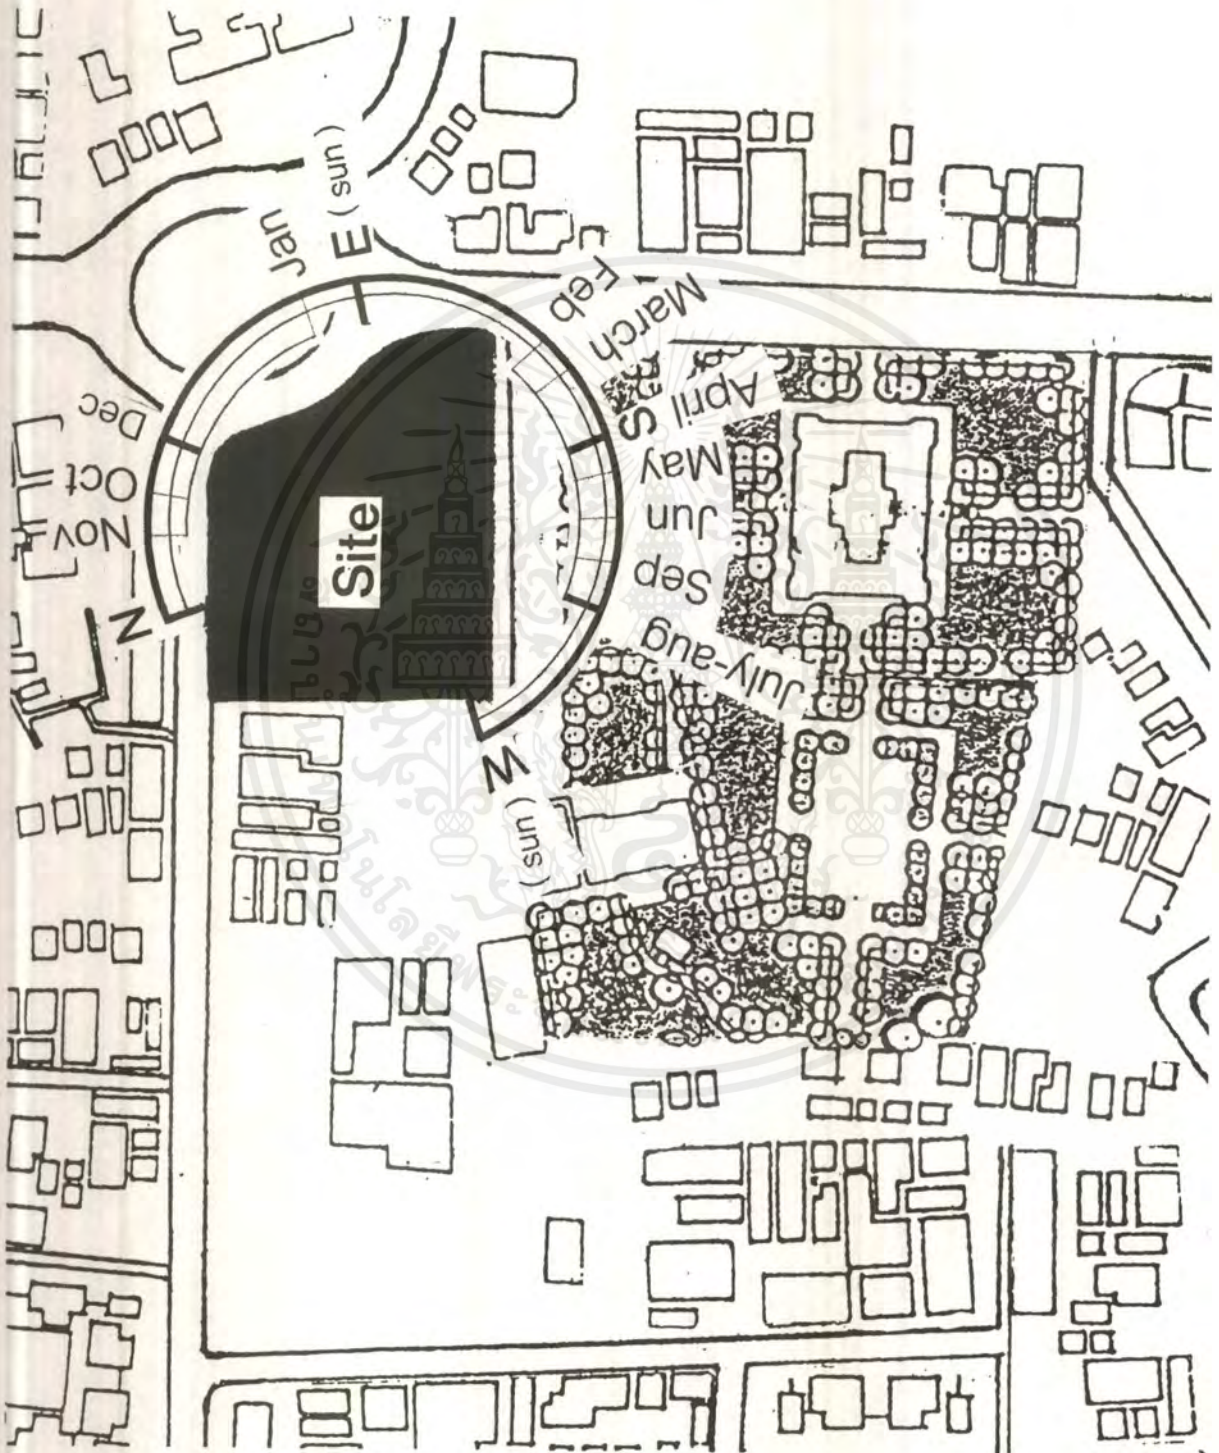 Jan
E (sun)
Feb
March
April
S
May
Jun
Sep
July-aug
W (sun)
N
Nov
Oct
Dec
Site